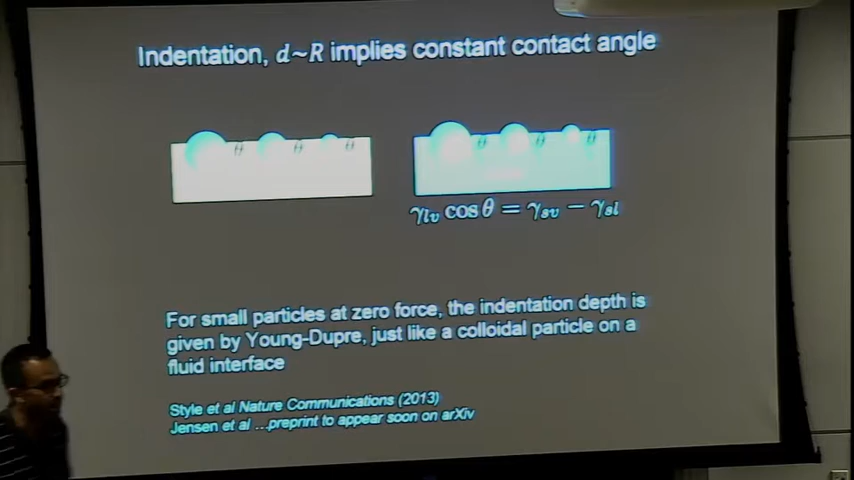 Indentation, d~R implies constant contact angle
θ θ θ θ θ θ
γlv cos θ = γsv − γsl
For small particles at zero force, the indentation depth is
given by Young-Dupre, just like a colloidal particle on a
fluid interface
Style et al Nature Communications (2013)
Jensen et al ...preprint to appear soon on arXiv